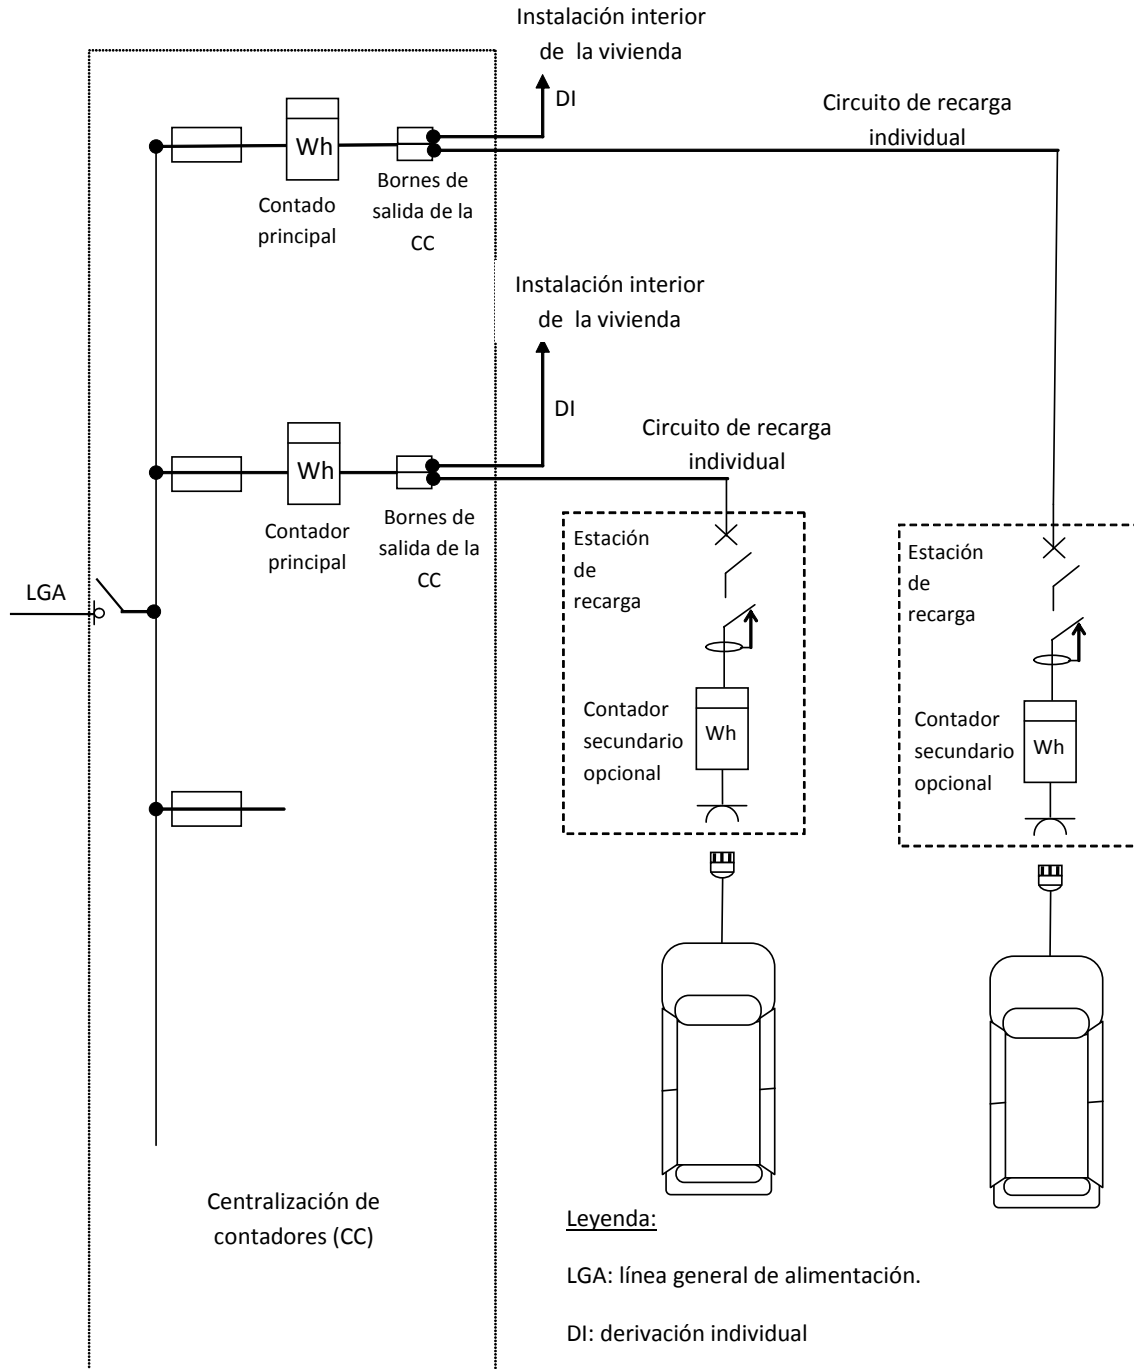 Instalación interior
de la vivienda
DI
Circuito de recarga
individual
Wh
Contado
principal
Bornes de
salida de la
CC
Instalación interior
de la vivienda
DI
Circuito de recarga
individual
Wh
Contador
principal
Bornes de
salida de la
CC
LGA
Estación
de
recarga
Contador
secundario
opcional
Wh
Estación
de
recarga
Contador
secundario
opcional
Wh
Centralización de
contadores (CC)
Leyenda:
LGA: línea general de alimentación.
DI: derivación individual